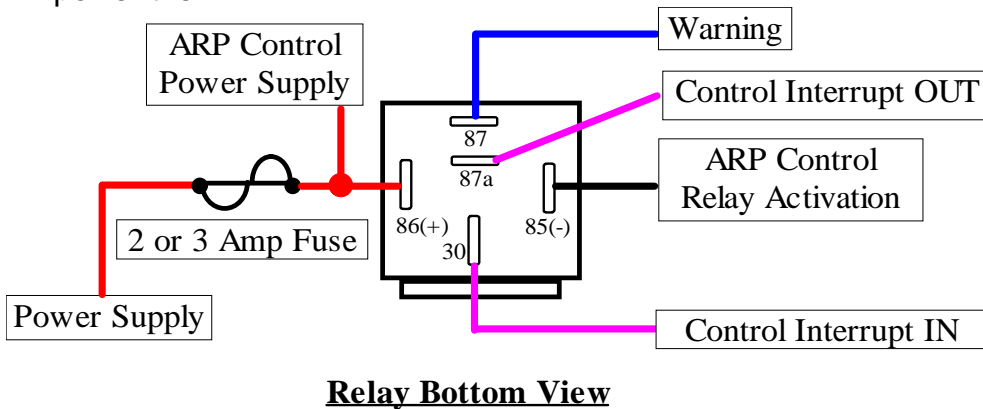 Warning
ARP Control
Power Supply
Control Interrupt OUT
87
87a
ARP Control
Relay Activation
86(+)
85(-)
30
2 or 3 Amp Fuse
Power Supply
Control Interrupt IN
Relay Bottom View